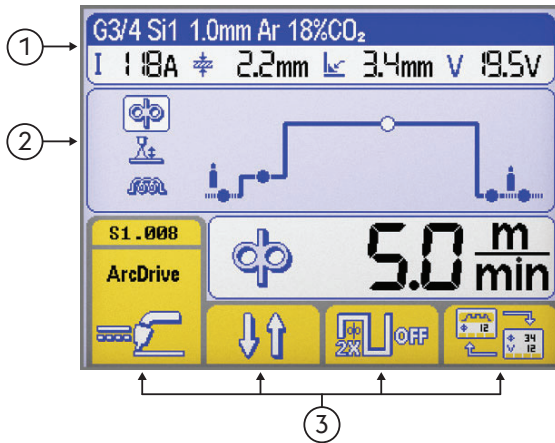 G3/4 Si1 1.0mm Ar 18%CO₂
I 118A 2.2mm 3.4mm V 19.5V
S1.008
ArcDrive
5.0 m/min
2X OFF
12 34
V 12
1
2
3